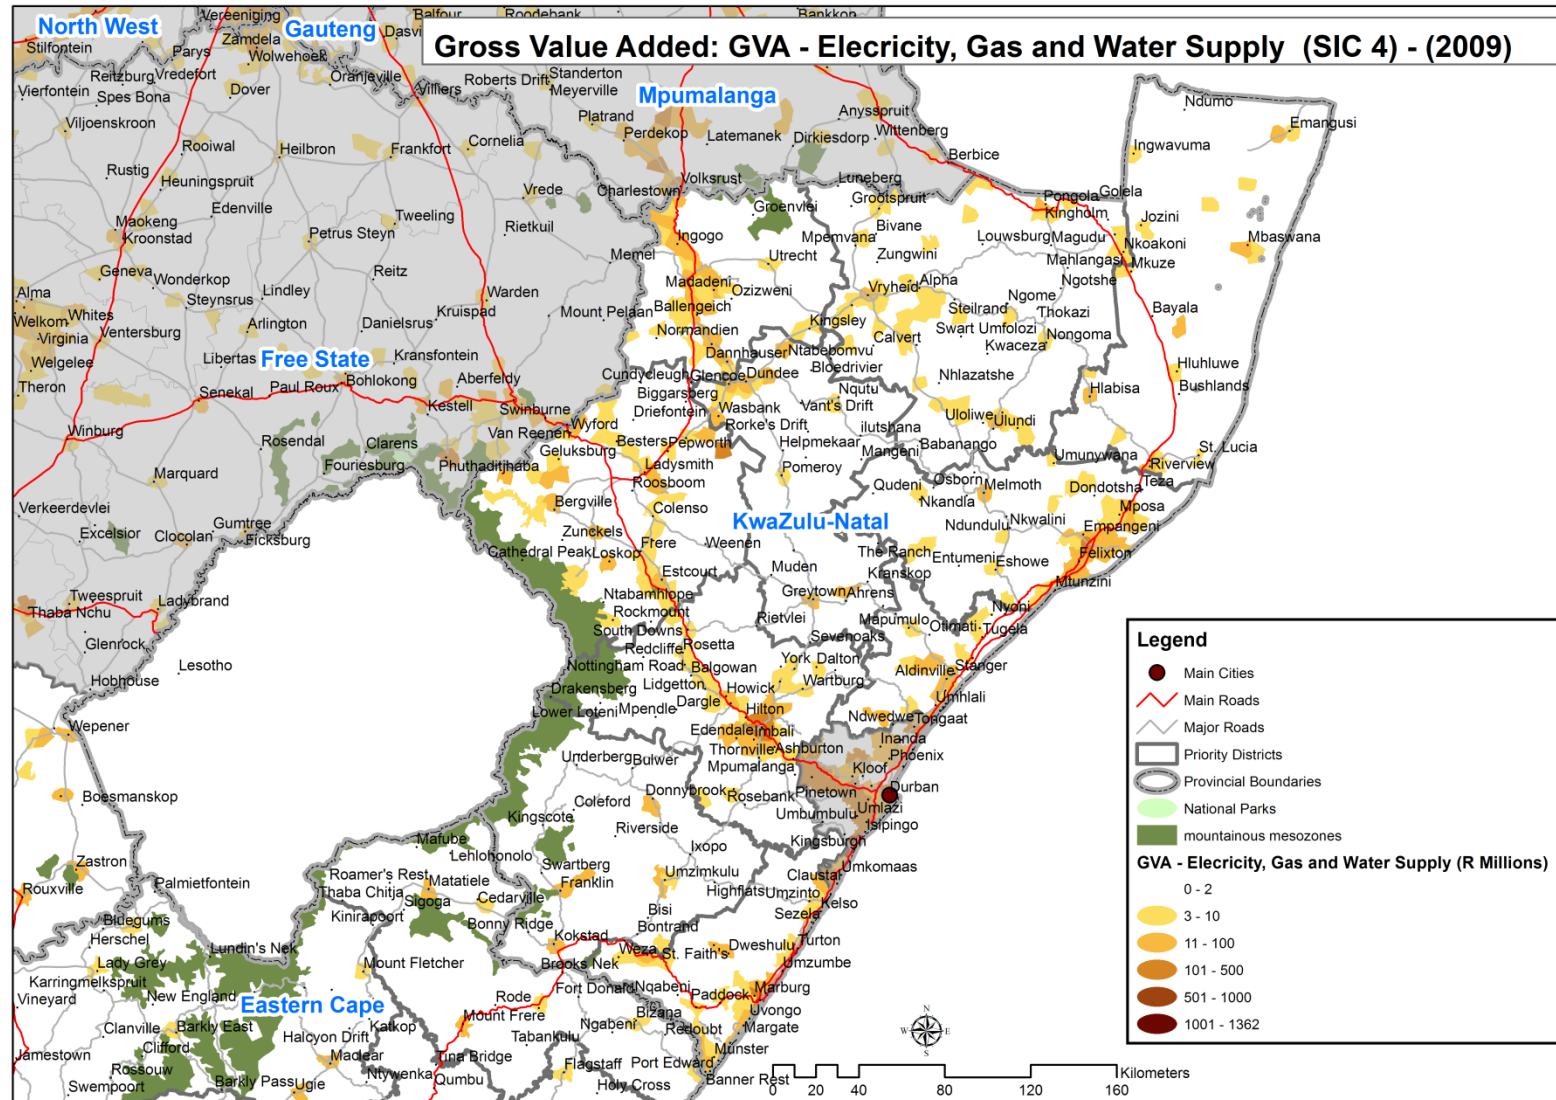 Gross Value Added: GVA - Elecricity, Gas and Water Supply (SIC 4) - (2009)
North West
Gauteng
Mpumalanga
Free State
KwaZulu-Natal
Eastern Cape
Vereeniging
Balfour
Roodebank
Bankkon
Stilfontein
Parys
Zamdela
Wolwehoek
Dasvi
Reitzburg
Vredefort
Vierfontein
Spes Bona
Dover
Oranjeville
Villiers
Roberts Drift
Standerton
Meyerville
Viljoenskroon
Rooiwal
Heilbron
Frankfort
Cornelia
Platrand
Perdekop
Latemanek
Anysspruit
Dirkiesdorp
Wittenberg
Berbice
Ndumo
Emangusi
Ingwavuma
Rustig
Heuningspruit
Edenville
Vrede
Charlestown
Volksrust
Luneberg
Groenvlei
Grootspruit
Pongola
Golela
Kingholm
Jozini
Maokeng
Kroonstad
Petrus Steyn
Tweeling
Rietkuil
Memel
Ingogo
Mpemvana
Bivane
Zungwini
Louwsburg
Magudu
Nkoakoni
Mbaswana
Mahlangasi
Mkuze
Geneva
Wonderkop
Reitz
Utrecht
Ngotshe
Alma
Steynsrus
Lindley
Warden
Madadeni
Ozizweni
Vryheid
Alpha
Ngome
Welkom
Whites
Virginia
Ventersburg
Arlington
Danielsrus
Kruispad
Mount Pelaan
Ballengeich
Normandien
Kingsley
Steilrand
Thokazi
Swart Umfolozi
Nongoma
Kwaceza
Bayala
Welgelee
Libertas
Kransfontein
Dannhauser
Ntabebomvu
Calvert
Bloedrivier
Theron
Senekal
Paul Roux
Bohlokong
Aberfeldy
Cundycleugh
Glencoe
Dundee
Biggarsberg
Nqutu
Nhlazatshe
Hluhluwe
Hlabisa
Bushlands
Kestell
Swinburne
Driefontein
Wasbank
Vant's Drift
Uloliwe
Ulundi
Winburg
Van Reenen
Wyford
Rorke's Drift
ilutshana
Rosendal
Clarens
Geluksburg
Besters
Pepworth
Helpmekaar
Mangeni
Babanango
Umunywana
St. Lucia
Riverview
Fouriesburg
Phuthaditjhaba
Ladysmith
Roosboom
Pomeroy
Teza
Marquard
Qudeni
Osborn
Melmoth
Nkandla
Dondotsha
Verkeerdevlei
Bergville
Colenso
Mposa
Excelsior
Clocolan
Gumtree
Ficksburg
Zunckels
Ndundulu
Nkwalini
Empangeni
Cathedral Peak
Loskop
Frere
Weenen
The Ranch
Entumeni
Eshowe
Felixton
Estcourt
Muden
Kranskop
Mtunzini
Thaba Nchu
Tweespruit
Ladybrand
Ntabamhlope
Rockmount
Greytown
Ahrens
Nyoni
Glenrock
South Downs
Rietvlei
Mapumulo
Otimati
Tugela
Redcliffe
Rosetta
Sevenoaks
Lesotho
Hobhouse
Nottingham Road
Balgowan
York
Dalton
Aldinville
Stanger
Drakensberg
Lidgetton
Howick
Wartburg
Lower Loteni
Mpendle
Dargle
Hilton
Umhlali
Wepener
Ndwedwe
Tongaat
Edendale
Imbali
Inanda
Underberg
Bulwer
Thornville
Ashburton
Phoenix
Mpumalanga
Kloof
Boesmanskop
Donnybrook
Rosebank
Pinetown
Durban
Coleford
Umlazi
Kingscote
Umbumbulu
Isipingo
Riverside
Mafube
Kingsburgh
Ixopo
Zastron
Lehlohonolo
Swartberg
Umkomaas
Rouxville
Palmietfontein
Roamer's Rest
Matatiele
Franklin
Umzimkulu
Claustal
Thaba Chitja
Sigoga
Cedarville
Highflats
Umzinto
Kelso
Bluegums
Kinirapoort
Bisi
Sezela
Herschel
Bonny Ridge
Bontrand
Lundin's Nek
Kokstad
Weza
St. Faith's
Dweshulu
Turton
Lady Grey
Mount Fletcher
Brooks Nek
Umzumbe
Karringmelkspruit
New England
Fort Donald
Nqabeni
Paddock
Marburg
Vineyard
Rode
Bizana
Uvongo
Clanville
Barkly East
Katkop
Mount Frere
Ngabeni
Redoubt
Margate
Halcyon Drift
Tabankulu
Jamestown
Clifford
Maclear
Tina Bridge
Munster
Rossouw
Flagstaff
Port Edward
Swempoort
Barkly Pass
Ugie
Ntywenka
Qumbu
Holy Cross
Banner Rest
Legend
Main Cities
Main Roads
Major Roads
Priority Districts
Provincial Boundaries
National Parks
mountainous mesozones
GVA - Elecricity, Gas and Water Supply (R Millions)
0 - 2
3 - 10
11 - 100
101 - 500
501 - 1000
1001 - 1362
N
W E
S
Kilometers
0 20 40 80 120 160